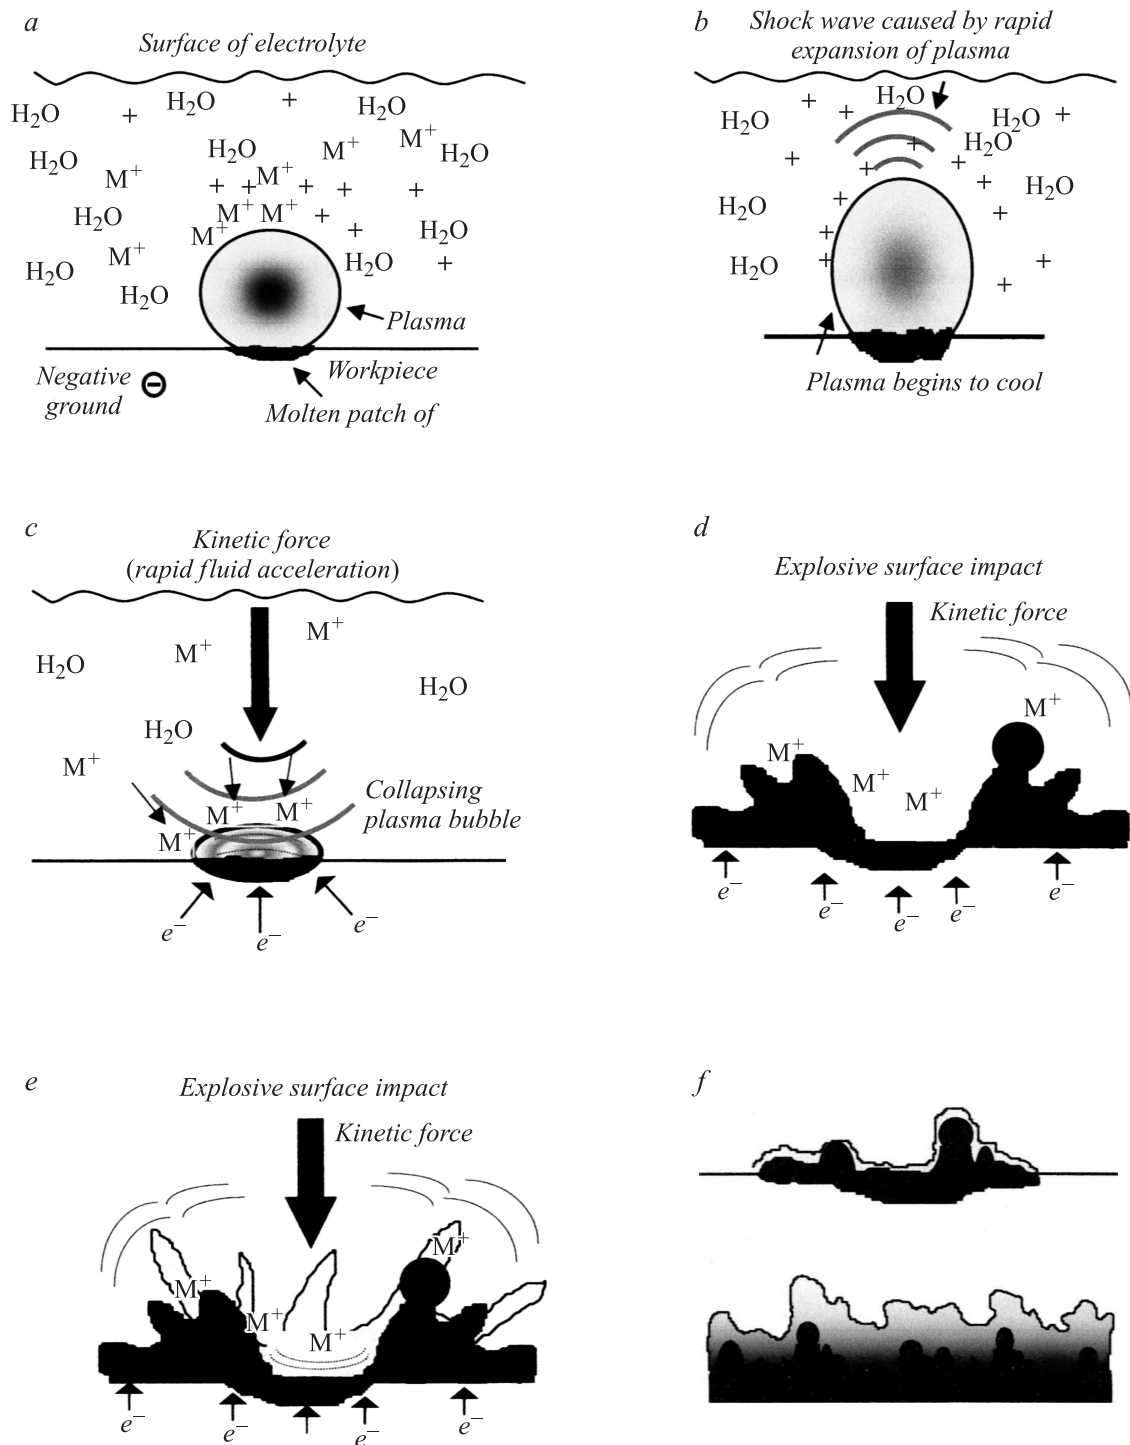 a
Surface of electrolyte
H₂O + H₂O + H₂O
H₂O H₂O M⁺ M⁺ H₂O
M⁺ + + M⁺ + + +
H₂O M⁺ M⁺ +
M⁺ + H₂O
H₂O M⁺ H₂O +
H₂O
Plasma
Negative
ground
⊖
Workpiece
Molten patch of
b
Shock wave caused by rapid
expansion of plasma
H₂O
+ + H₂O +
H₂O H₂O
+ + + +
+ + H₂O
H₂O +
+
H₂O + +
+
Plasma begins to cool
c
Kinetic force
(rapid fluid acceleration)
M⁺
M⁺
H₂O
H₂O
H₂O
M⁺
Collapsing
plasma bubble
M⁺ M⁺
M⁺
e⁻ e⁻ e⁻
d
Explosive surface impact
Kinetic force
M⁺
M⁺
M⁺
M⁺
e⁻ e⁻ e⁻ e⁻ e⁻
e
Explosive surface impact
Kinetic force
M⁺
M⁺
M⁺
M⁺
e⁻ e⁻ e⁻ e⁻ e⁻
f